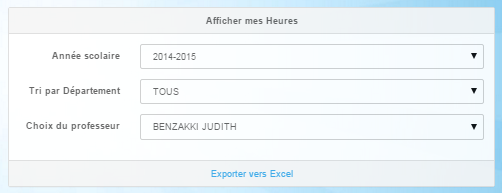 Afficher mes Heures
Année scolaire 2014-2015
Tri par Département TOUS
Choix du professeur BENZAKKI JUDITH
Exporter vers Excel